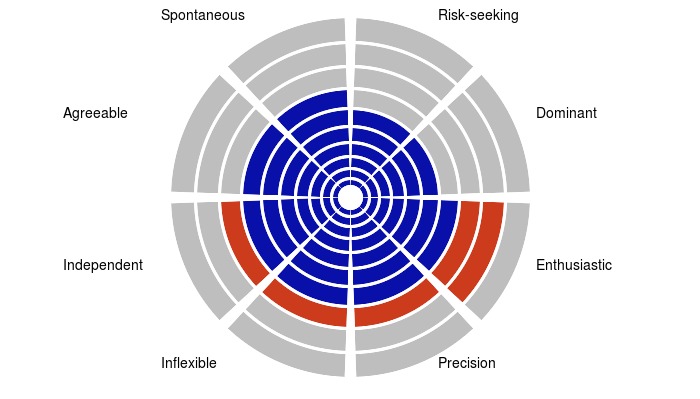 Spontaneous
Risk-seeking
Agreeable
Dominant
Independent
Enthusiastic
Inflexible
Precision